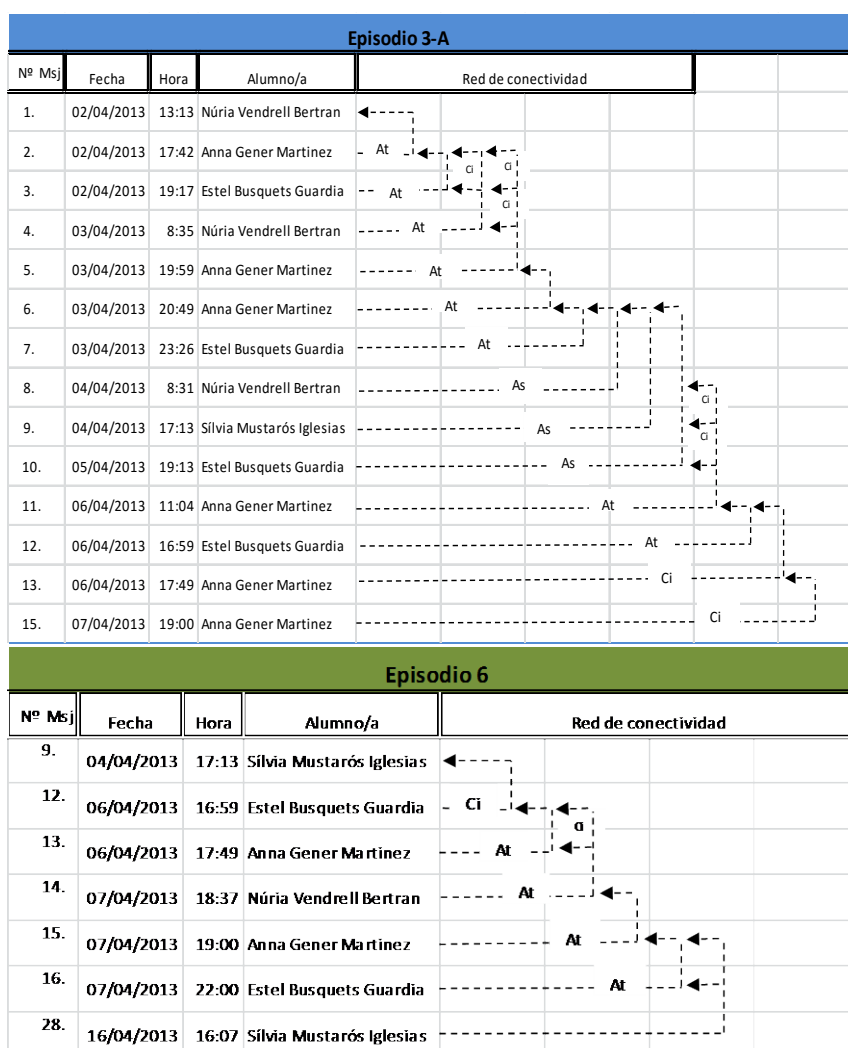 Episodio 3-A
Nº Msj Fecha Hora Alumno/a Red de conectividad
1. 02/04/2013 13:13 Núria Vendrell Bertran
2. 02/04/2013 17:42 Anna Gener Martinez At Ci Ci
3. 02/04/2013 19:17 Estel Busquets Guardia At Ci
4. 03/04/2013 8:35 Núria Vendrell Bertran At
5. 03/04/2013 19:59 Anna Gener Martinez At
6. 03/04/2013 20:49 Anna Gener Martinez At
7. 03/04/2013 23:26 Estel Busquets Guardia At
8. 04/04/2013 8:31 Núria Vendrell Bertran As Ci
9. 04/04/2013 17:13 Sílvia Mustarós Iglesias As Ci
10. 05/04/2013 19:13 Estel Busquets Guardia As
11. 06/04/2013 11:04 Anna Gener Martinez At
12. 06/04/2013 16:59 Estel Busquets Guardia At
13. 06/04/2013 17:49 Anna Gener Martinez Ci
15. 07/04/2013 19:00 Anna Gener Martinez Ci
Episodio 6
Nº Msj Fecha Hora Alumno/a Red de conectividad
9. 04/04/2013 17:13 Sílvia Mustarós Iglesias
12. 06/04/2013 16:59 Estel Busquets Guardia Ci Ci
13. 06/04/2013 17:49 Anna Gener Martinez At
14. 07/04/2013 18:37 Núria Vendrell Bertran At
15. 07/04/2013 19:00 Anna Gener Martinez At
16. 07/04/2013 22:00 Estel Busquets Guardia At
28. 16/04/2013 16:07 Sílvia Mustarós Iglesias